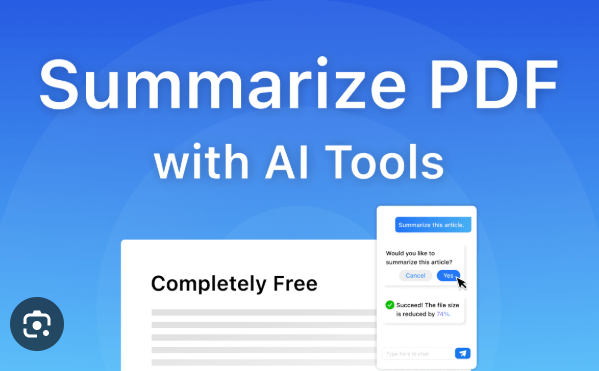 Summarize PDF
with AI Tools
Completely Free
Summarize this article.
Would you like to
summarize this article?
Cancel
Yes
Succeed! The file size
is reduced by 74%.
Type here to chat